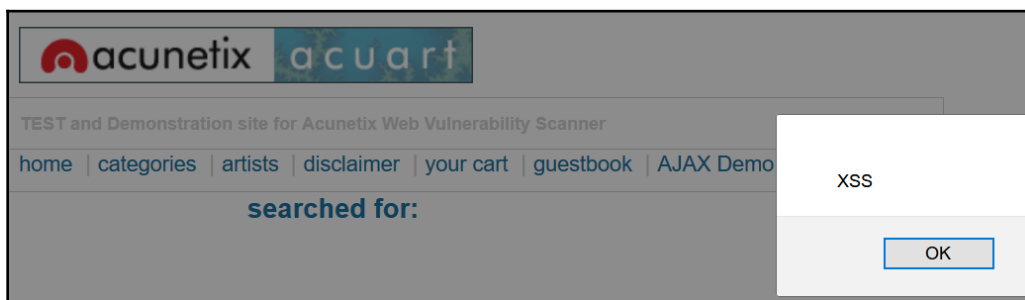 acunetix acuart
TEST and Demonstration site for Acunetix Web Vulnerability Scanner
home | categories | artists | disclaimer | your cart | guestbook | AJAX Demo
searched for:
XSS
OK